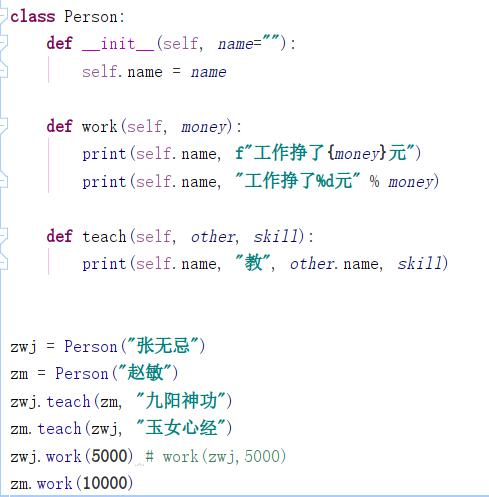 class Person:
    def __init__(self, name=""):
        self.name = name
    def work(self, money):
        print(self.name, f"工作挣了{money}元")
        print(self.name, "工作挣了%d元" % money)
    def teach(self, other, skill):
        print(self.name, "教", other.name, skill)
zwj = Person("张无忌")
zm = Person("赵敏")
zwj.teach(zm, "九阳神功")
zm.teach(zwj, "玉女心经")
zwj.work(5000) # work(zwj,5000)
zm.work(10000)